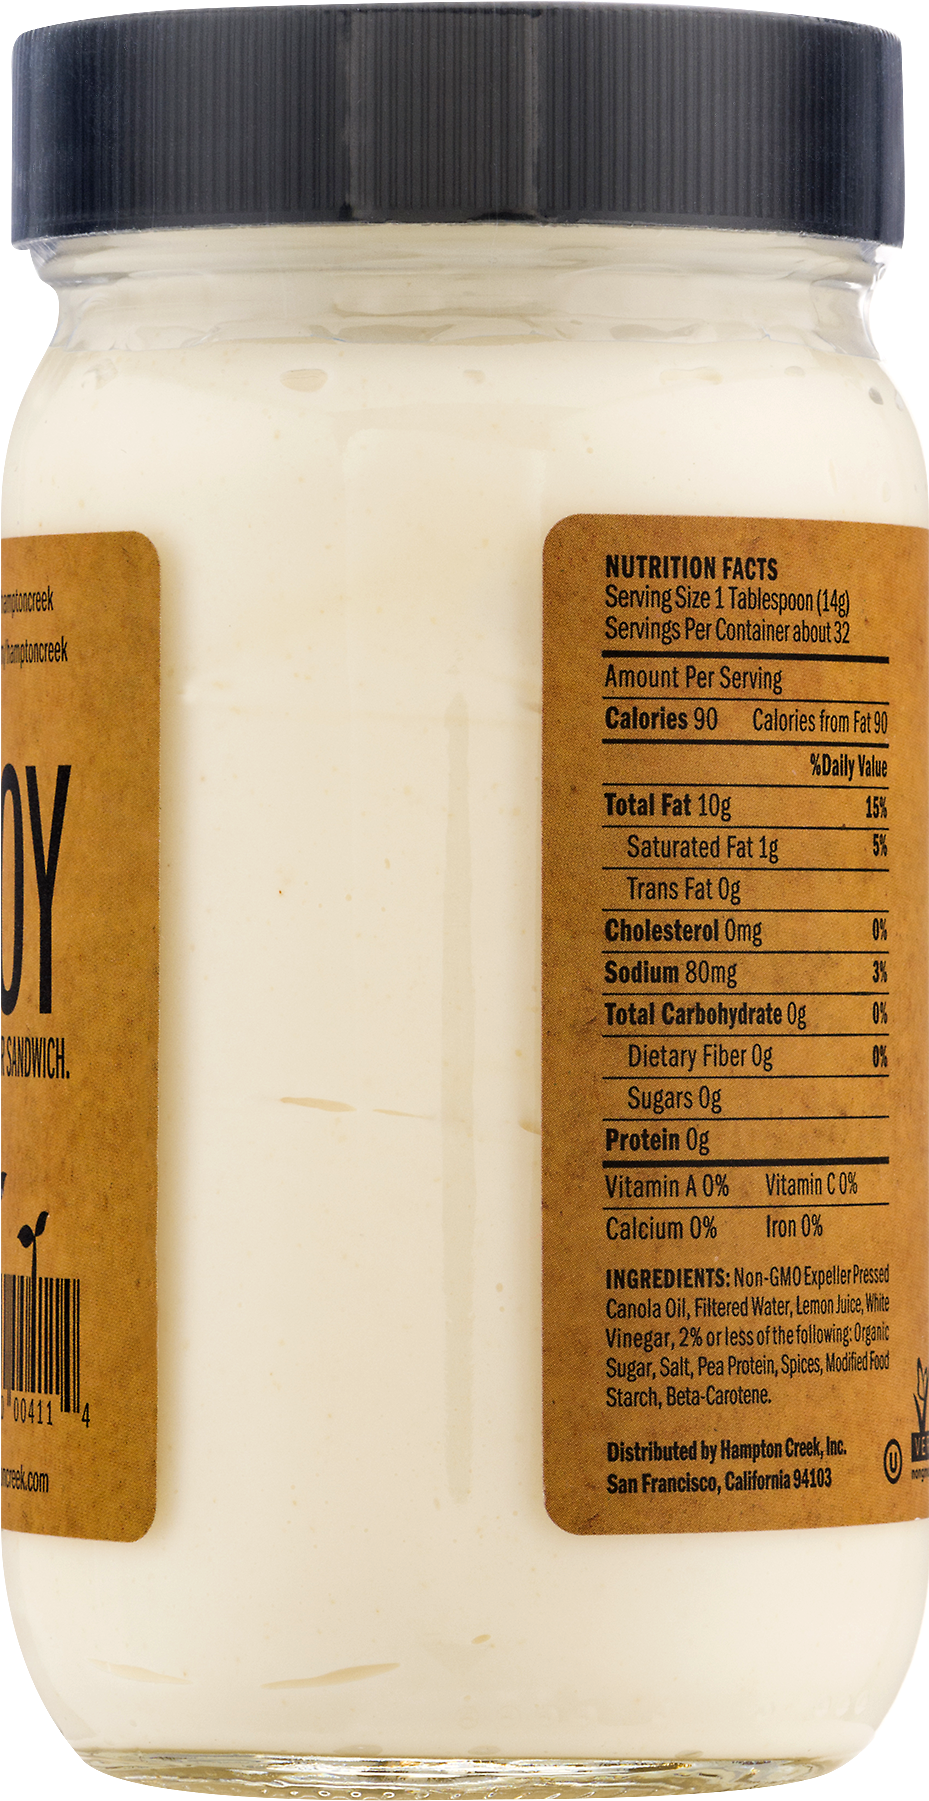 hamptoncreek
/hamptoncreek
OY
SANDWICH.
00411 4
creek.com
NUTRITION FACTS
Serving Size 1 Tablespoon (14g)
Servings Per Container about 32
Amount Per Serving
Calories 90 Calories from Fat 90
%Daily Value
Total Fat 10g 15%
Saturated Fat 1g 5%
Trans Fat 0g
Cholesterol 0mg 0%
Sodium 80mg 3%
Total Carbohydrate 0g 0%
Dietary Fiber 0g 0%
Sugars 0g
Protein 0g
Vitamin A 0% Vitamin C 0%
Calcium 0% Iron 0%
INGREDIENTS: Non-GMO Expeller Pressed
Canola Oil, Filtered Water, Lemon Juice, White
Vinegar, 2% or less of the following: Organic
Sugar, Salt, Pea Protein, Spices, Modified Food
Starch, Beta-Carotene.
Distributed by Hampton Creek, Inc.
San Francisco, California 94103
U